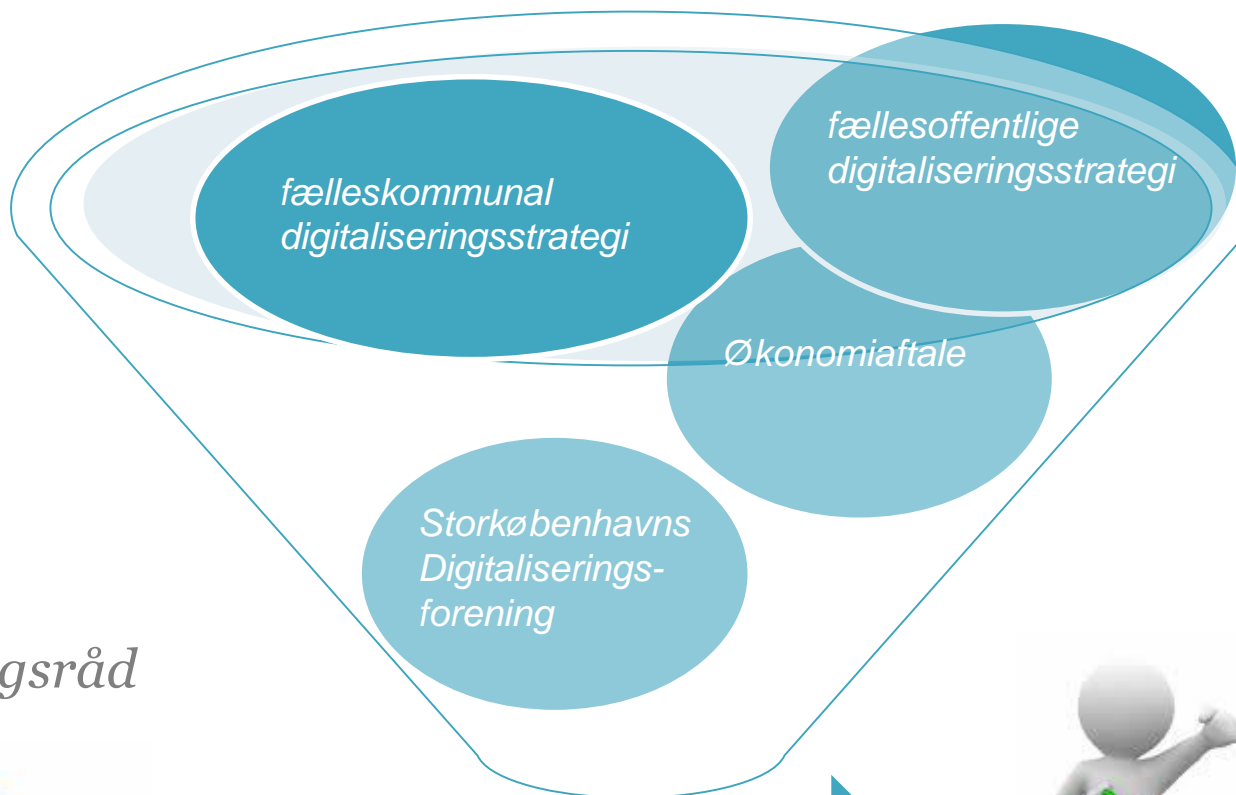 fællesoffentlige
digitaliseringsstrategi
fælleskommunal
digitaliseringsstrategi
Økonomiaftale
Storkøbenhavns
Digitaliserings-
forening
gsråd